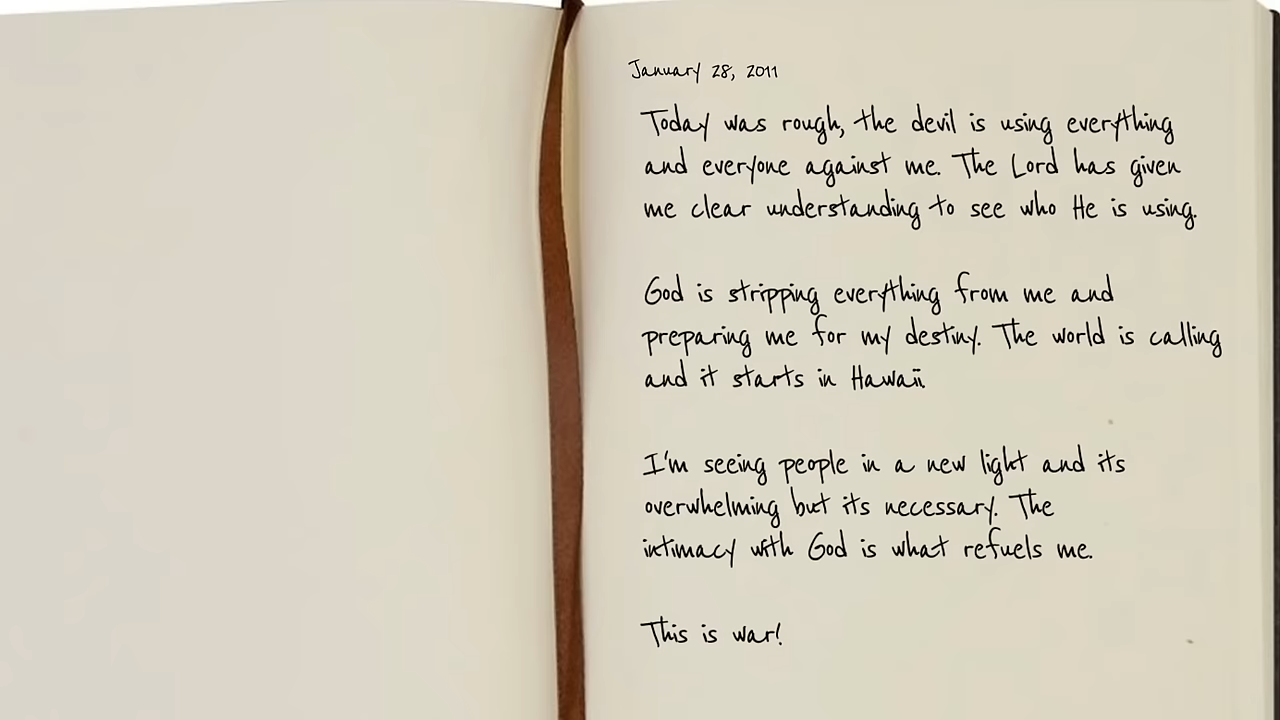 January 28, 2011
Today was rough, the devil is using everything
and everyone against me. The Lord has given
me clear understanding to see who He is using.
God is stripping everything from me and
preparing me for my destiny. The world is calling
and it starts in Hawaii.
I'm seeing people in a new light and its
overwhelming but its necessary. The
intimacy with God is what refuels me.
This is war!